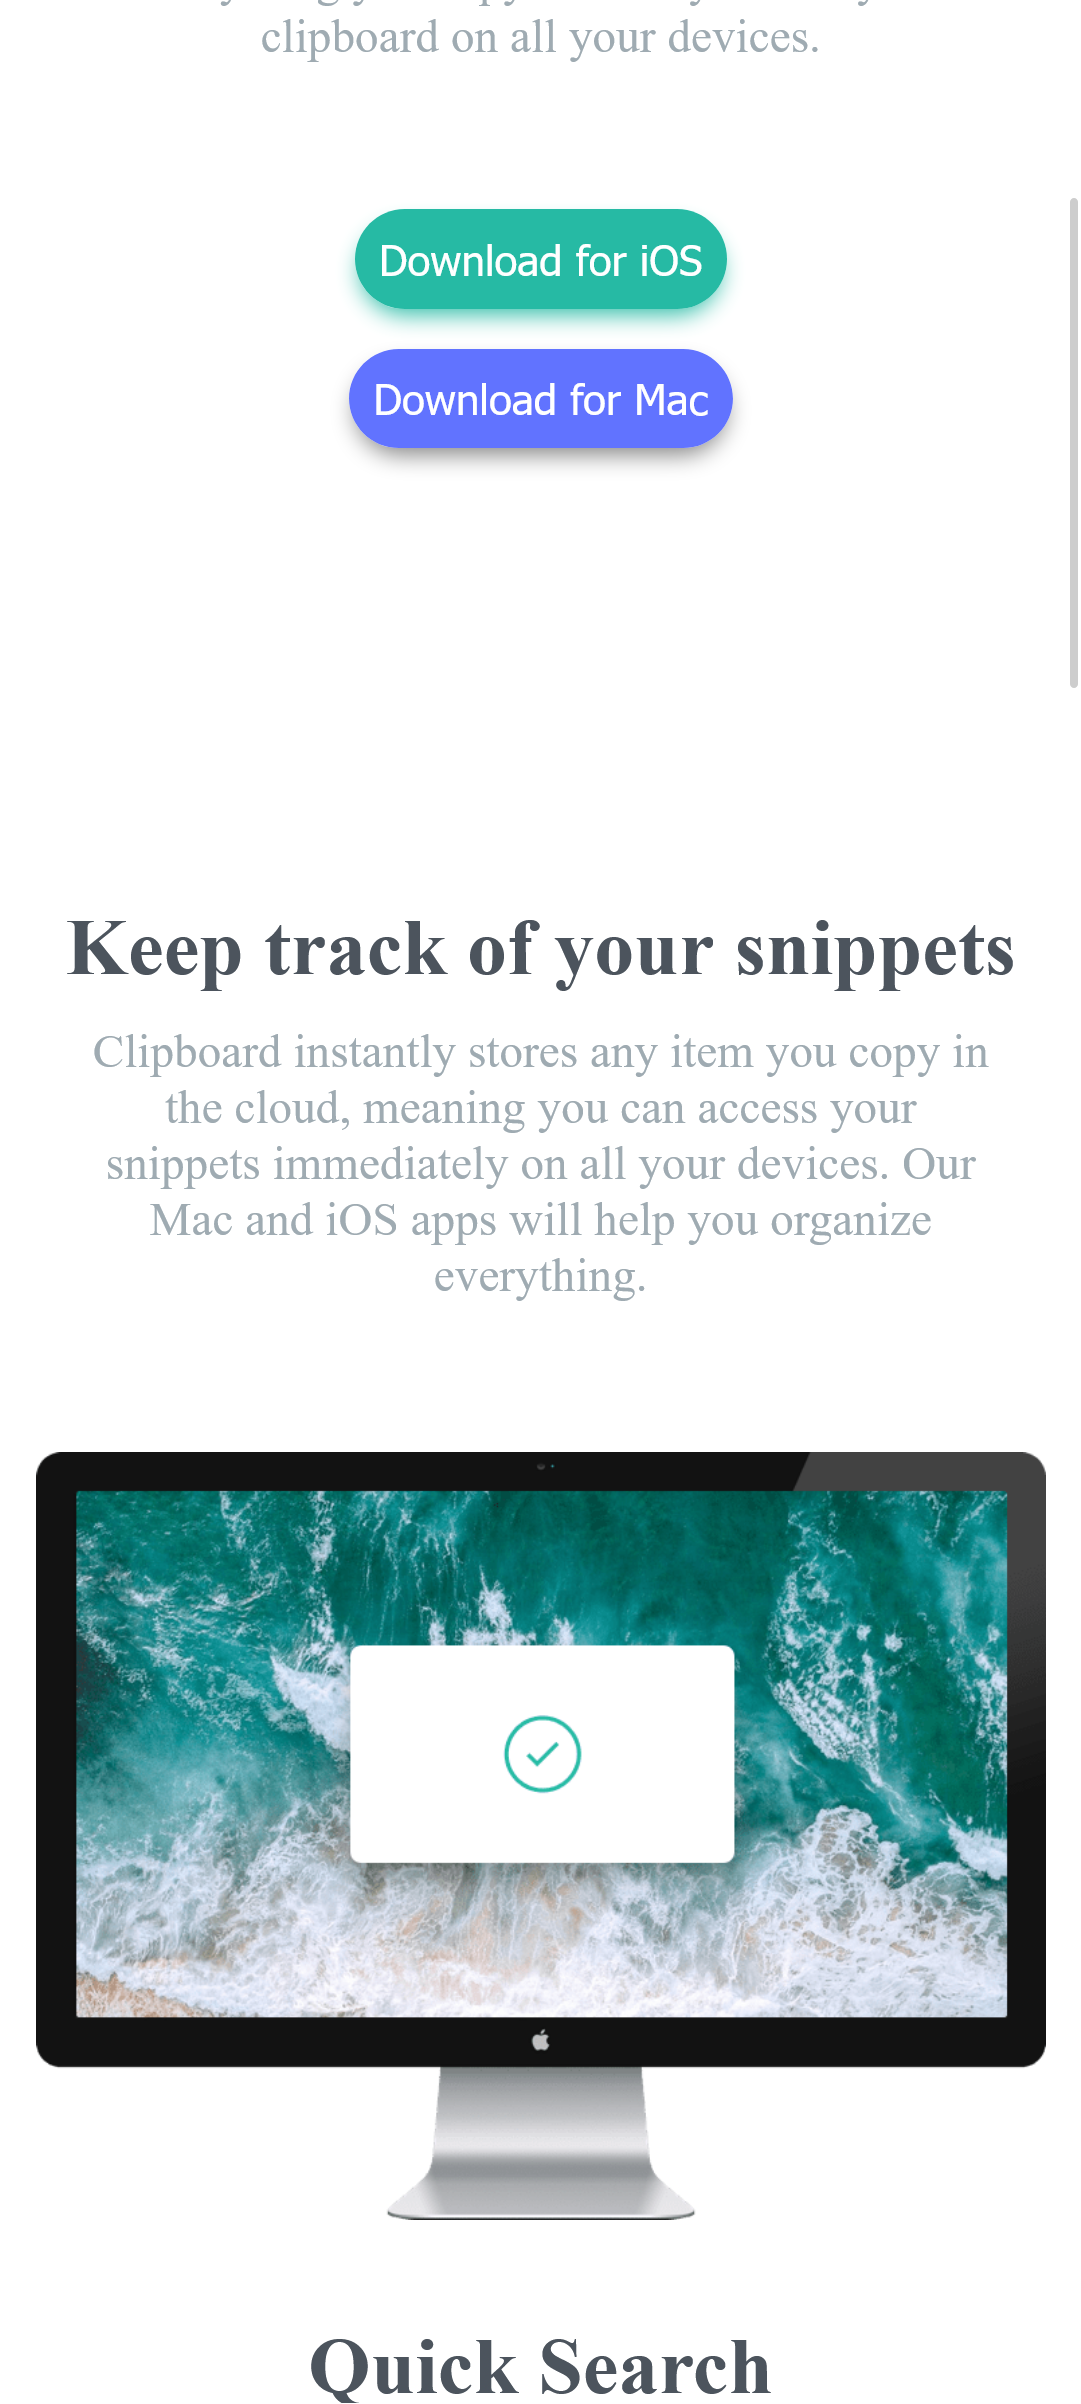 clipboard on all your devices.
Download for iOS
Download for Mac
Keep track of your snippets
Clipboard instantly stores any item you copy in
the cloud, meaning you can access your
snippets immediately on all your devices. Our
Mac and iOS apps will help you organize
everything.
Quick Search